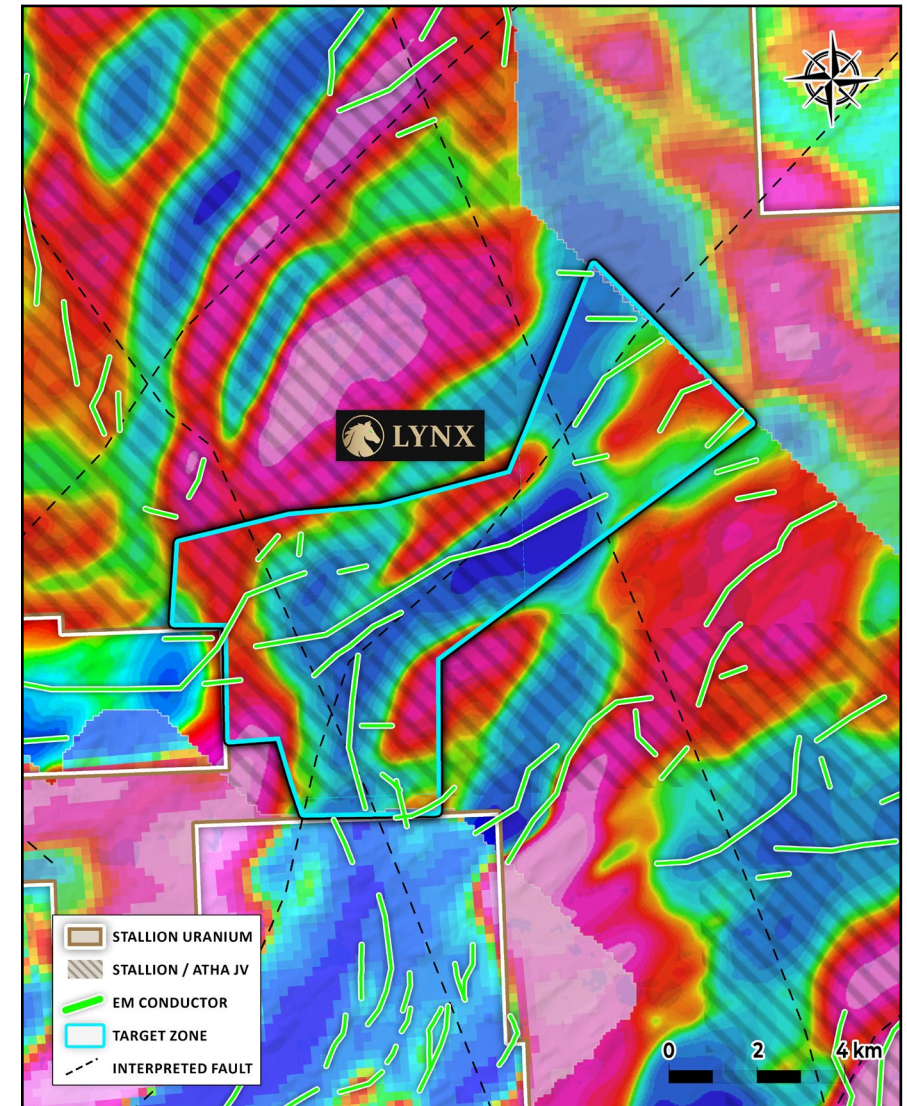 LYNX
STALLION URANIUM
STALLION / ATHA JV
EM CONDUCTOR
TARGET ZONE
INTERPRETED FAULT
0 2 4 km